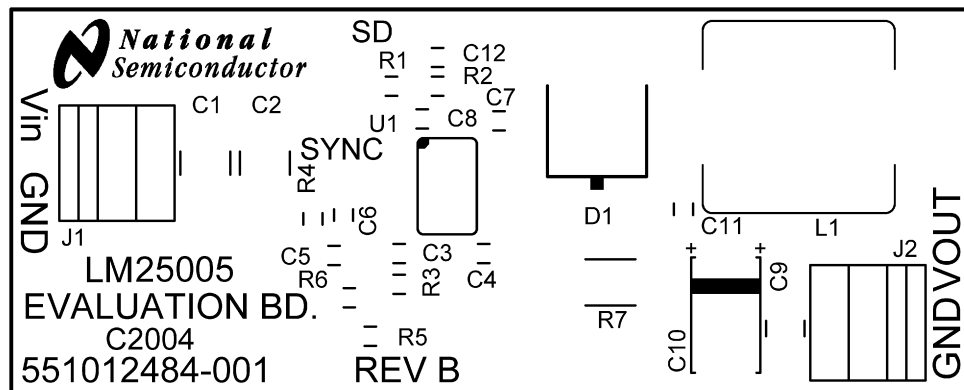 National
Semiconductor
SD
R1
C12
R2
C1
C2
C7
U1
C8
Vin
GND
SYNC
R4
J1
C6
D1
C11
L1
C5
C3
R6
R3
C4
C9
J2
GND
VOUT
LM25005
EVALUATION BD.
C2004
551012484-001
R5
REV B
R7
C10
+
+